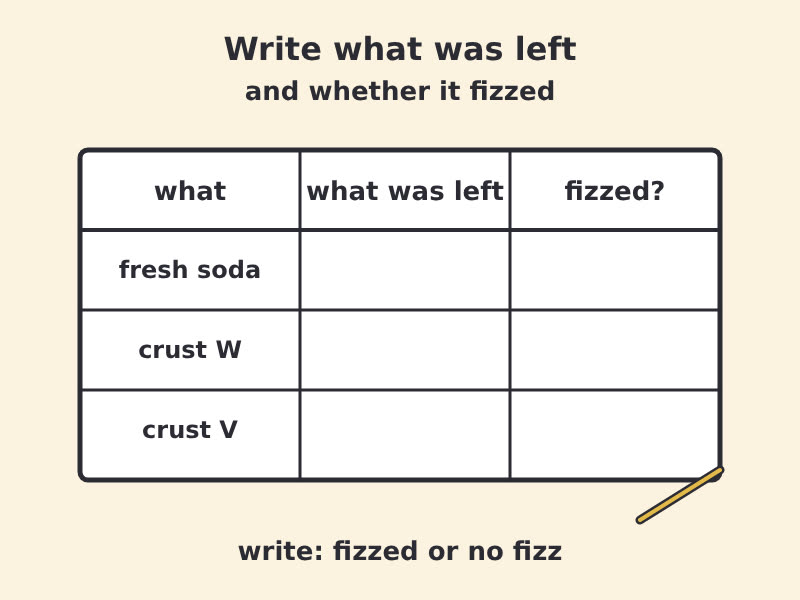 Write what was left
and whether it fizzed
what what was left fizzed?
fresh soda
crust W
crust V
write: fizzed or no fizz